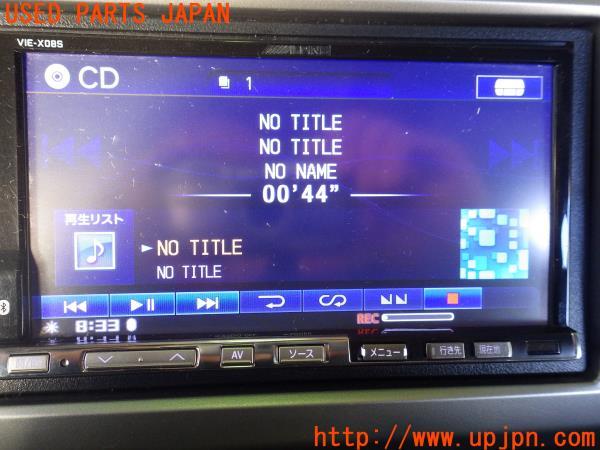 USED PARTS JAPAN
VIE-X08S
ALPINE
CD
1
NO TITLE
NO TITLE
NO NAME
00'44"
再生リスト
NO TITLE
NO TITLE
8:33
REC
AV
ソース
メニュー
行き先
現在地
http://www.upjpn.com/